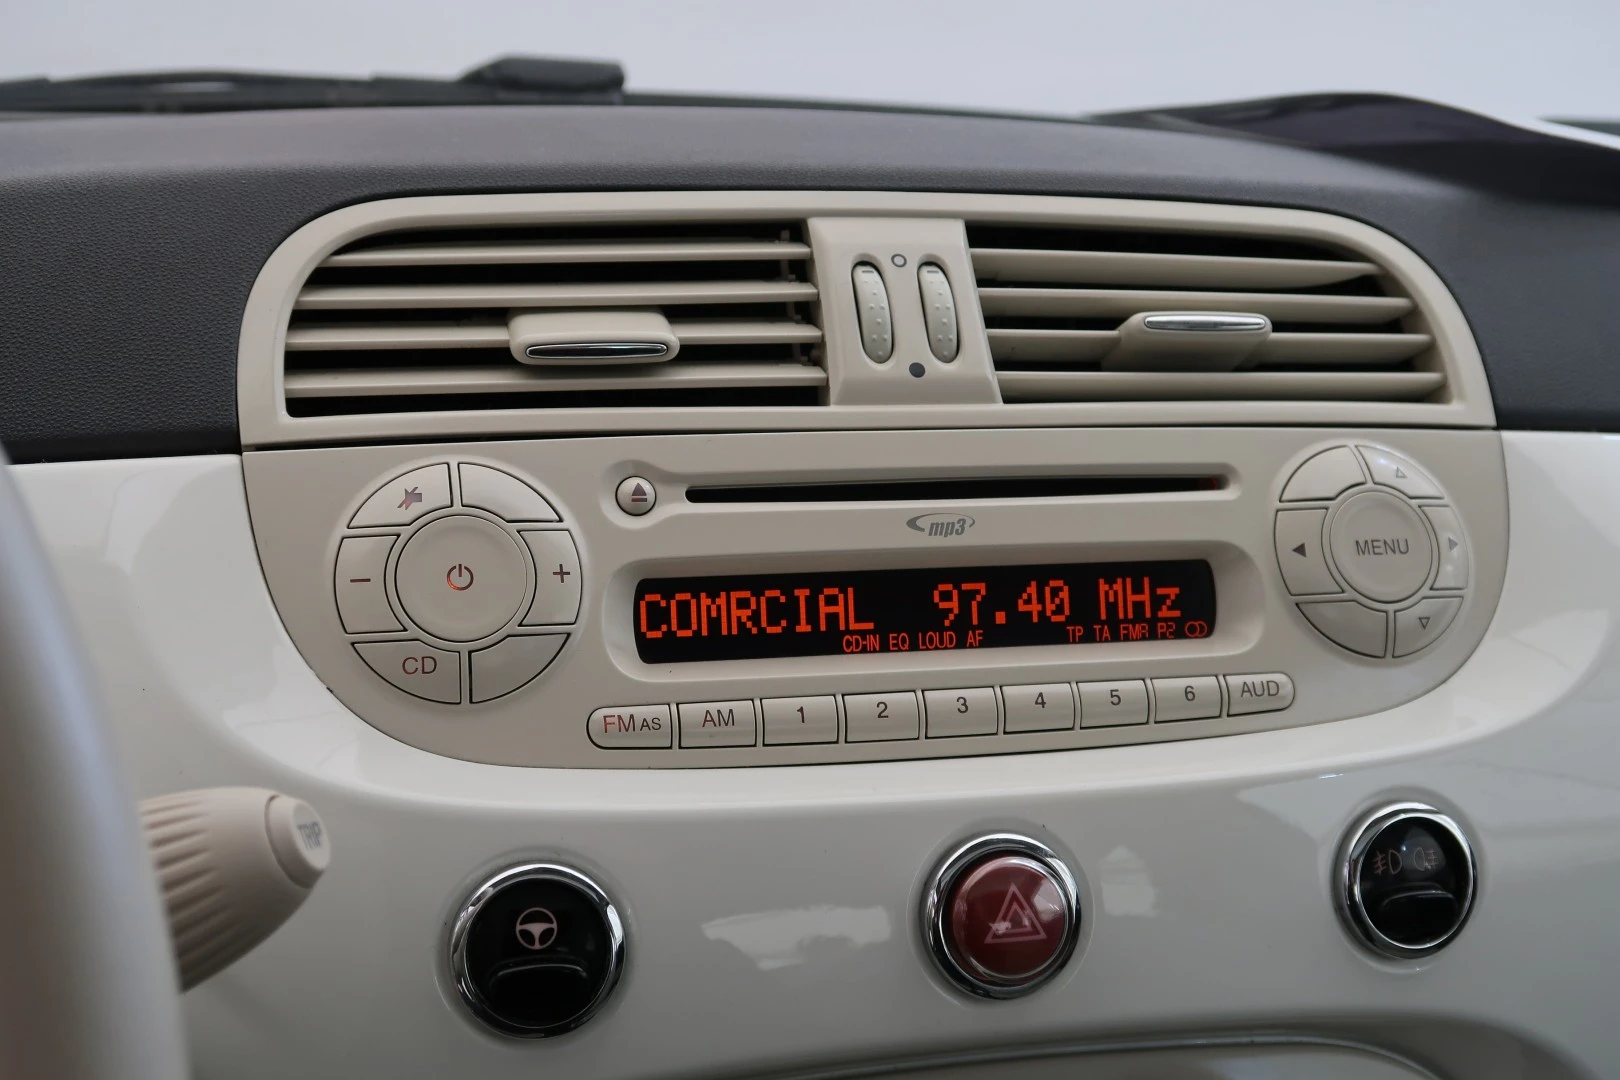 mp3
MENU
COMRCIAL 97.40 MHz
CD-IN EQ LOUD AF TP TA FMA P2
- +
CD
FM AS AM 1 2 3 4 5 6 AUD
TRIP